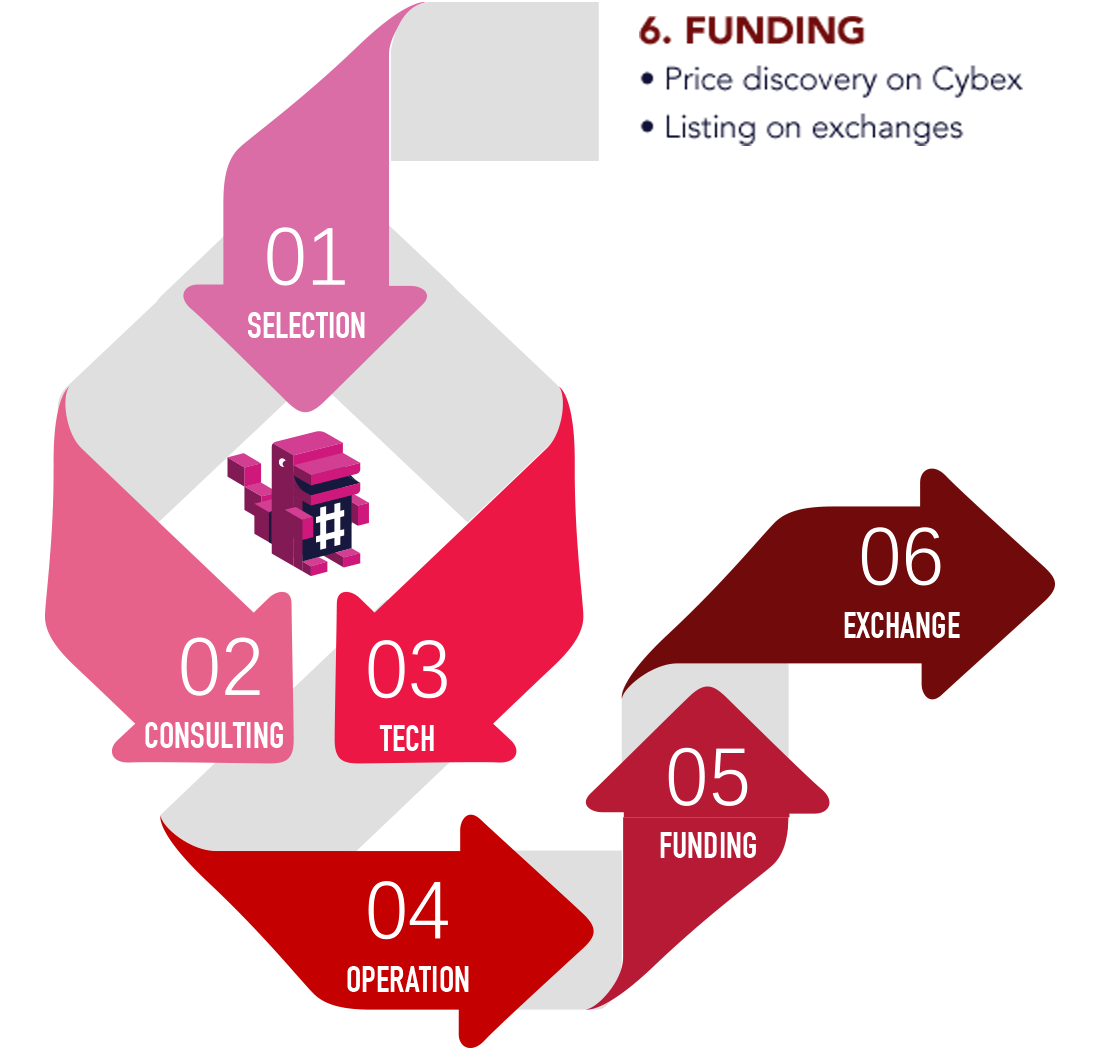 6. FUNDING
• Price discovery on Cybex
• Listing on exchanges
01
SELECTION
02
CONSULTING
03
TECH
04
OPERATION
05
FUNDING
06
EXCHANGE
#